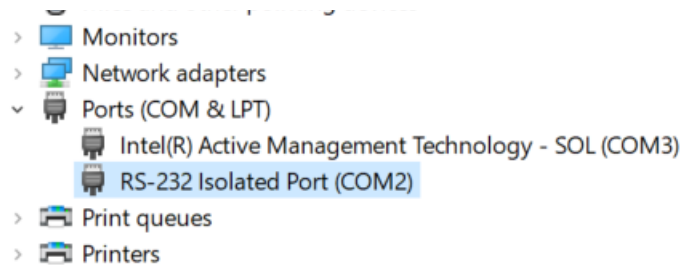 Monitors
Network adapters
Ports (COM & LPT)
Intel(R) Active Management Technology - SOL (COM3)
RS-232 Isolated Port (COM2)
Print queues
Printers